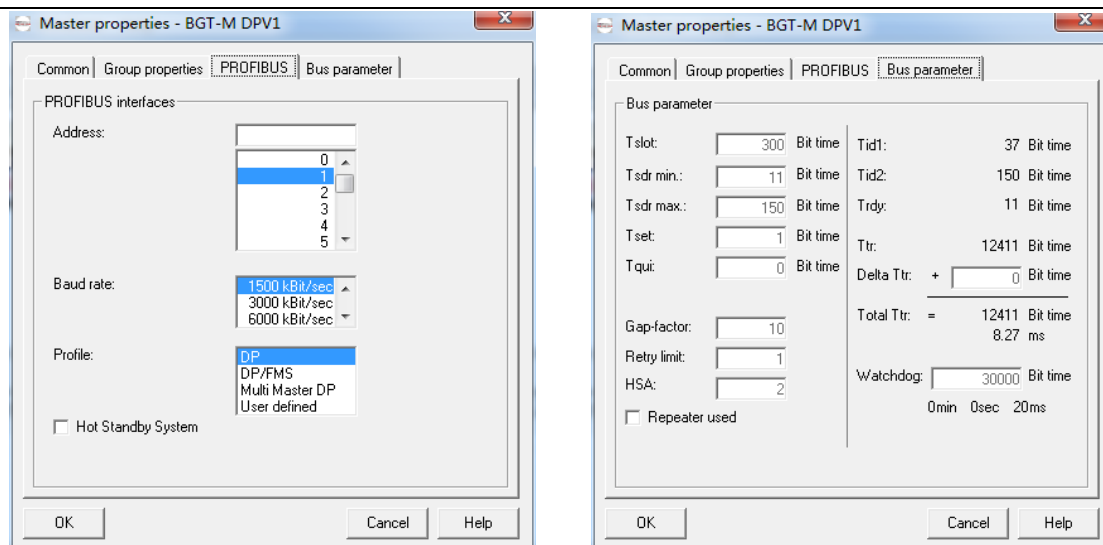 Master properties - BGT-M DPV1
Common Group properties PROFIBUS Bus parameter
PROFIBUS interfaces
Address:
0
1
2
3
4
5
Baud rate:
1500 kBit/sec
3000 kBit/sec
6000 kBit/sec
Profile:
DP
DP/FMS
Multi Master DP
User defined
Hot Standby System
OK Cancel Help
Master properties - BGT-M DPV1
Common Group properties PROFIBUS Bus parameter
Bus parameter
Tslot: 300 Bit time
Tsdr min.: 11 Bit time
Tsdr max.: 150 Bit time
Tset: 1 Bit time
Tqui: 0 Bit time
Gap-factor: 10
Retry limit: 1
HSA: 2
Repeater used
Tid1: 37 Bit time
Tid2: 150 Bit time
Trdy: 11 Bit time
Ttr: 12411 Bit time
Delta Ttr: + 0 Bit time
Total Ttr: = 12411 Bit time
8.27 ms
Watchdog: 30000 Bit time
0min 0sec 20ms
OK Cancel Help